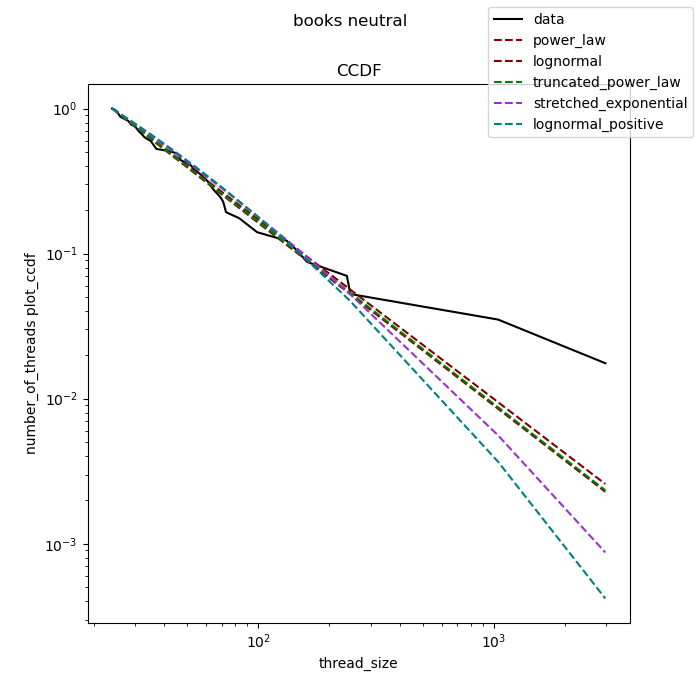 books neutral
CCDF
data
power_law
lognormal
truncated_power_law
stretched_exponential
lognormal_positive
number_of_threads plot_ccdf
10⁰
10⁻¹
10⁻²
10⁻³
10² 10³
thread_size